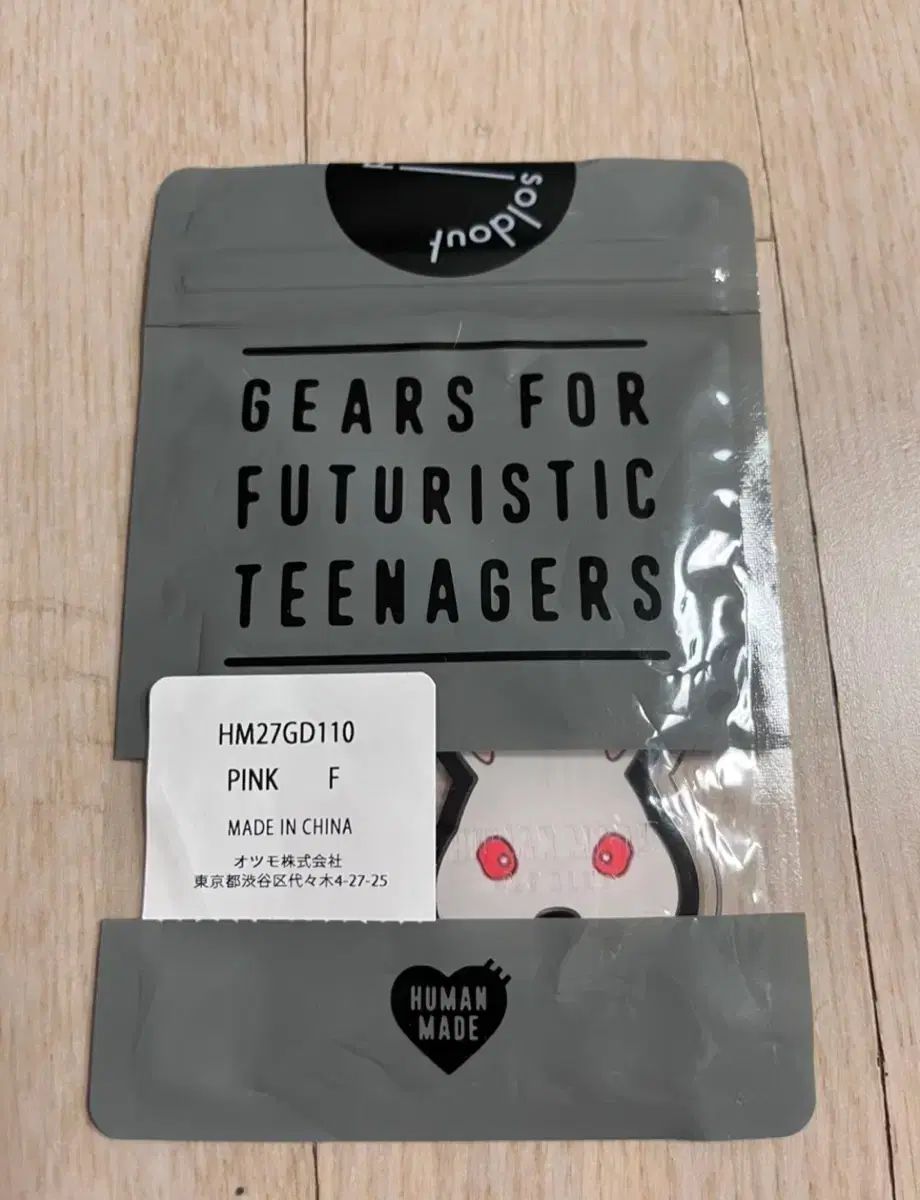 soldout
GEARS FOR
FUTURISTIC
TEENAGERS
HM27GD110
PINK F
MADE IN CHINA
オツモ株式会社
東京都渋谷区代々木4-27-25
HUMAN
MADE